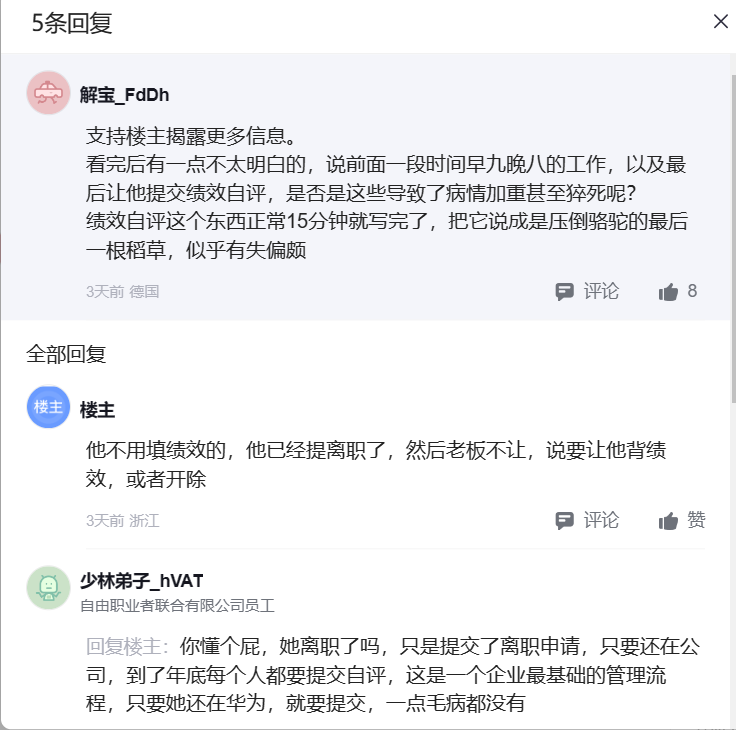 5条回复
解宝_FdDh
支持楼主揭露更多信息。
看完后有一点不太明白的，说前面一段时间早九晚八的工作，以及最
后让他提交绩效自评，是否是这些导致了病情加重甚至猝死呢？
绩效自评这个东西正常15分钟就写完了，把它说成是压倒骆驼的最后
一根稻草，似乎有失偏颇
3天前 德国
评论 8
全部回复
楼主 楼主
他不用填绩效的，他已经提离职了，然后老板不让，说要让他背绩
效，或者开除
3天前 浙江
评论 赞
少林弟子_hVAT
自由职业者联合有限公司员工
回复楼主：你懂个屁，她离职了吗，只是提交了离职申请，只要还在公
司，到了年底每个人都要提交自评，这是一个企业最基础的管理流
程，只要她还在华为，就要提交，一点毛病都没有